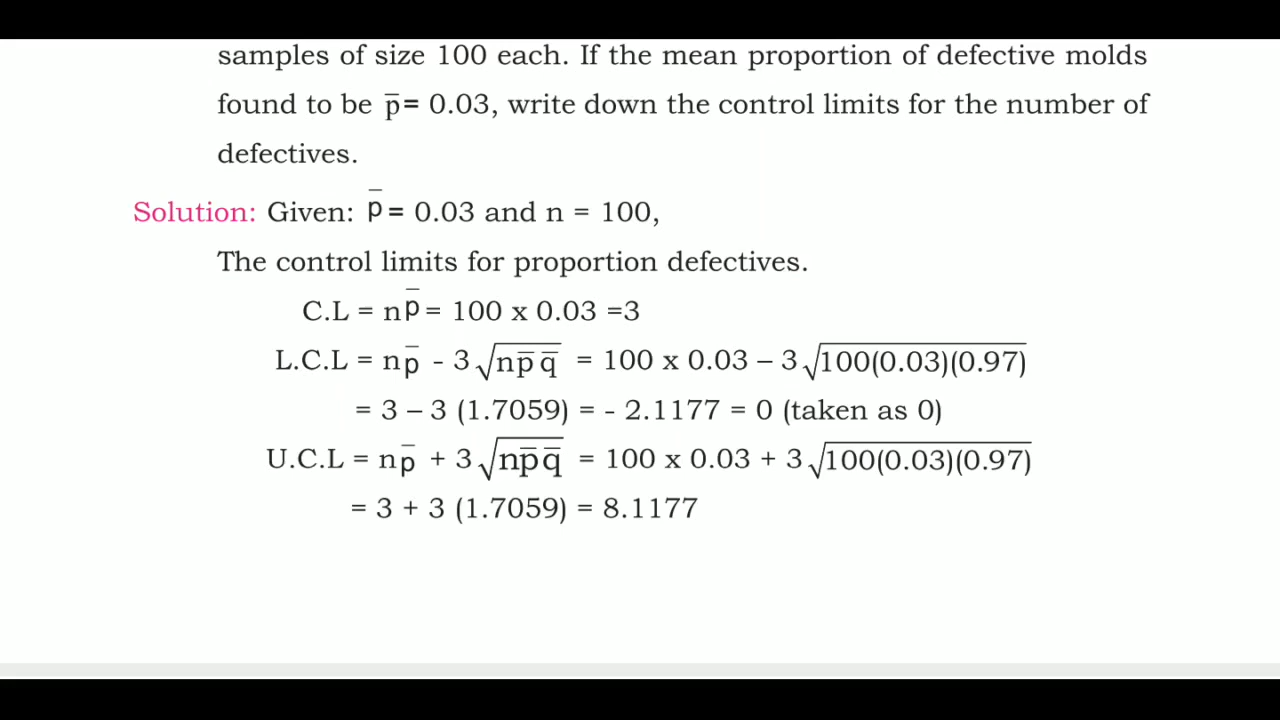 samples of size 100 each. If the mean proportion of defective molds
found to be p̅ = 0.03, write down the control limits for the number of
defectives.
Solution: Given: p̅ = 0.03 and n = 100,
The control limits for proportion defectives.
C.L = np̅ = 100 x 0.03 =3
L.C.L = np̅ - 3√(np̅q̅) = 100 x 0.03 – 3√(100(0.03)(0.97))
= 3 – 3 (1.7059) = - 2.1177 = 0 (taken as 0)
U.C.L = np̅ + 3√(np̅q̅) = 100 x 0.03 + 3√(100(0.03)(0.97))
= 3 + 3 (1.7059) = 8.1177